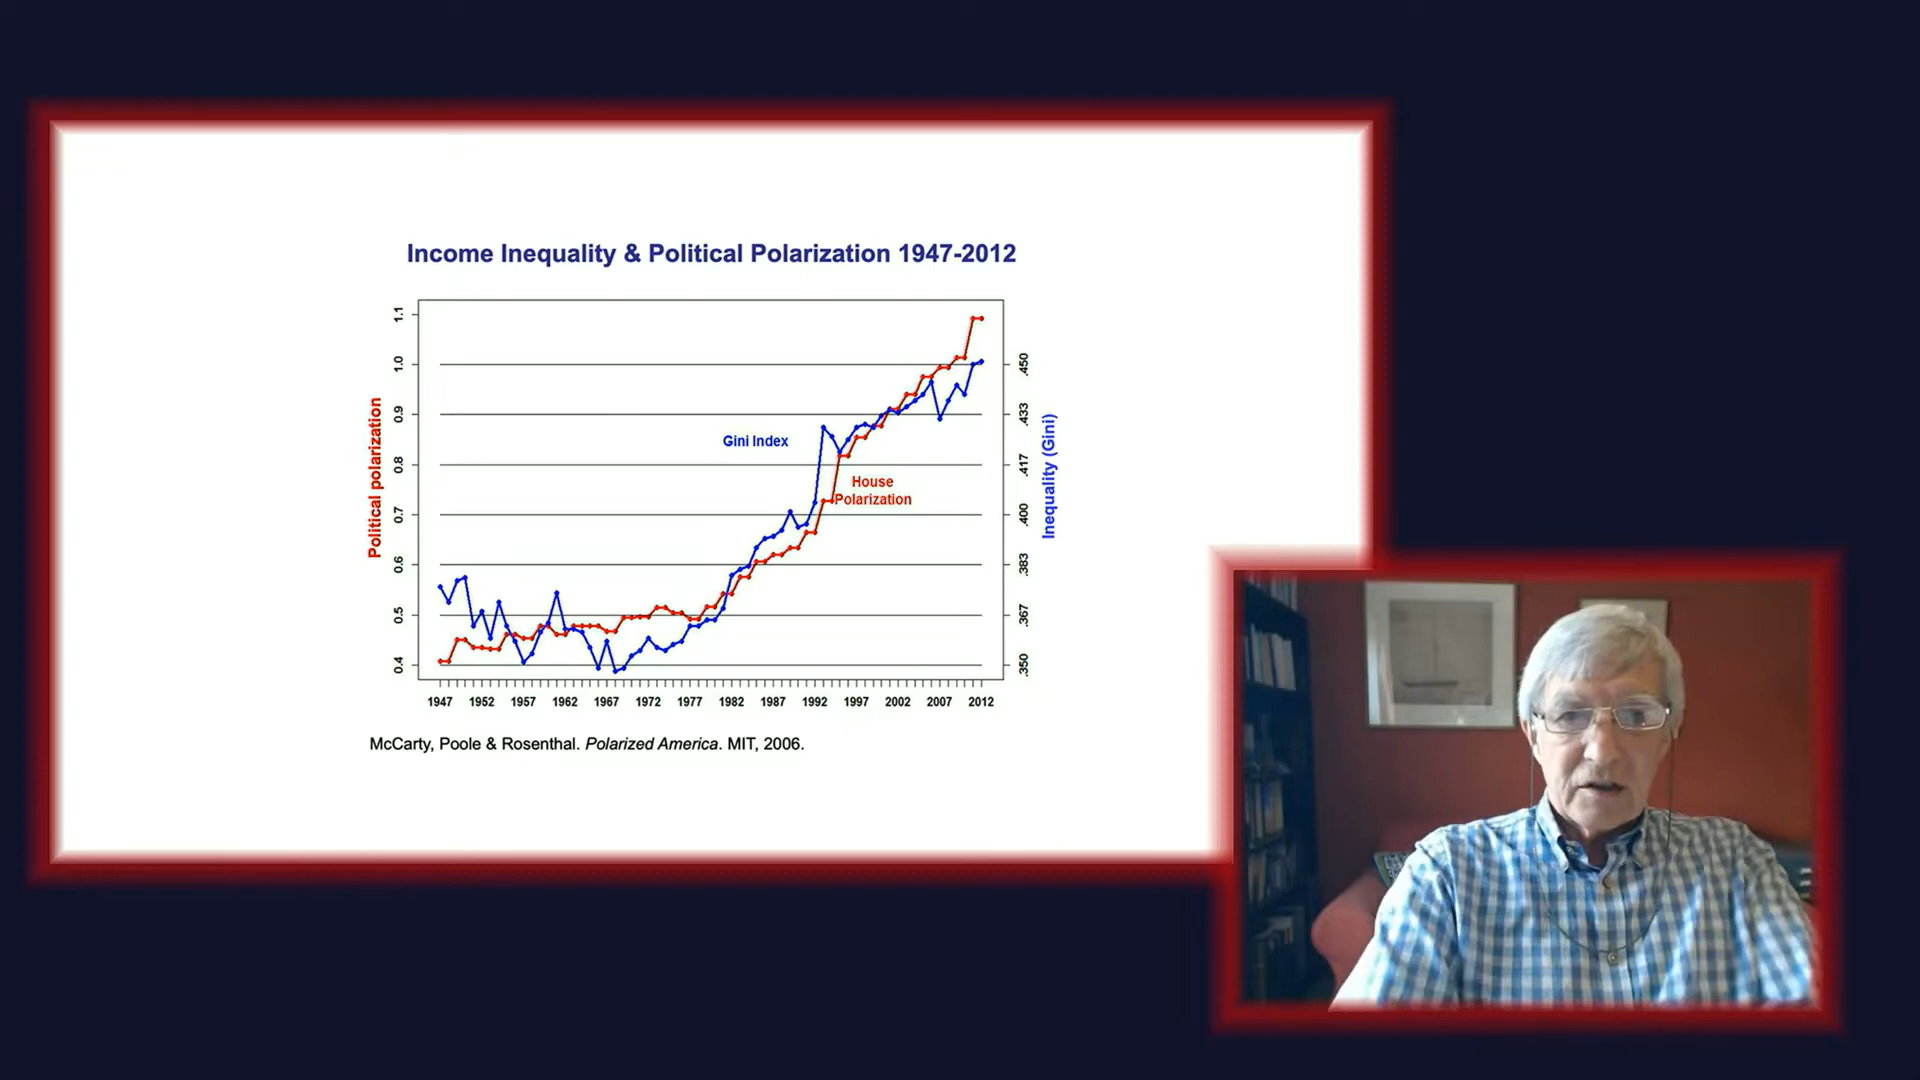 Income Inequality & Political Polarization 1947-2012
Political polarization
1.1
1.0
0.9
0.8
0.7
0.6
0.5
0.4
Gini Index
House
Polarization
.450
.433
.417
.400
.383
.367
.350
Inequality (Gini)
1947 1952 1957 1962 1967 1972 1977 1982 1987 1992 1997 2002 2007 2012
McCarty, Poole & Rosenthal. Polarized America. MIT, 2006.